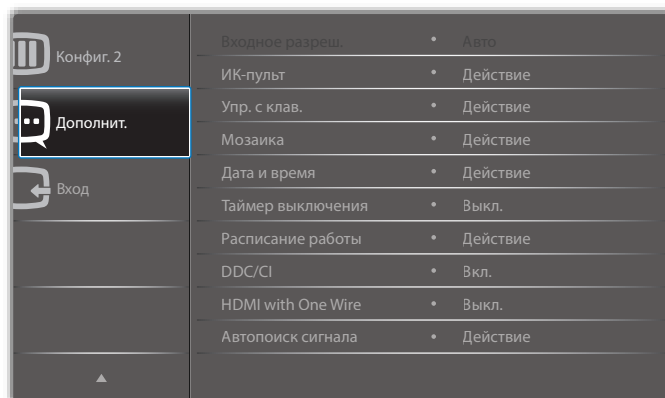 Конфиг. 2
Дополнит.
Вход
Входное разреш. • Авто
ИК-пульт • Действие
Упр. с клав. • Действие
Мозаика • Действие
Дата и время • Действие
Таймер выключения • Выкл.
Расписание работы • Действие
DDC/CI • Вкл.
HDMI with One Wire • Выкл.
Автопоиск сигнала • Действие